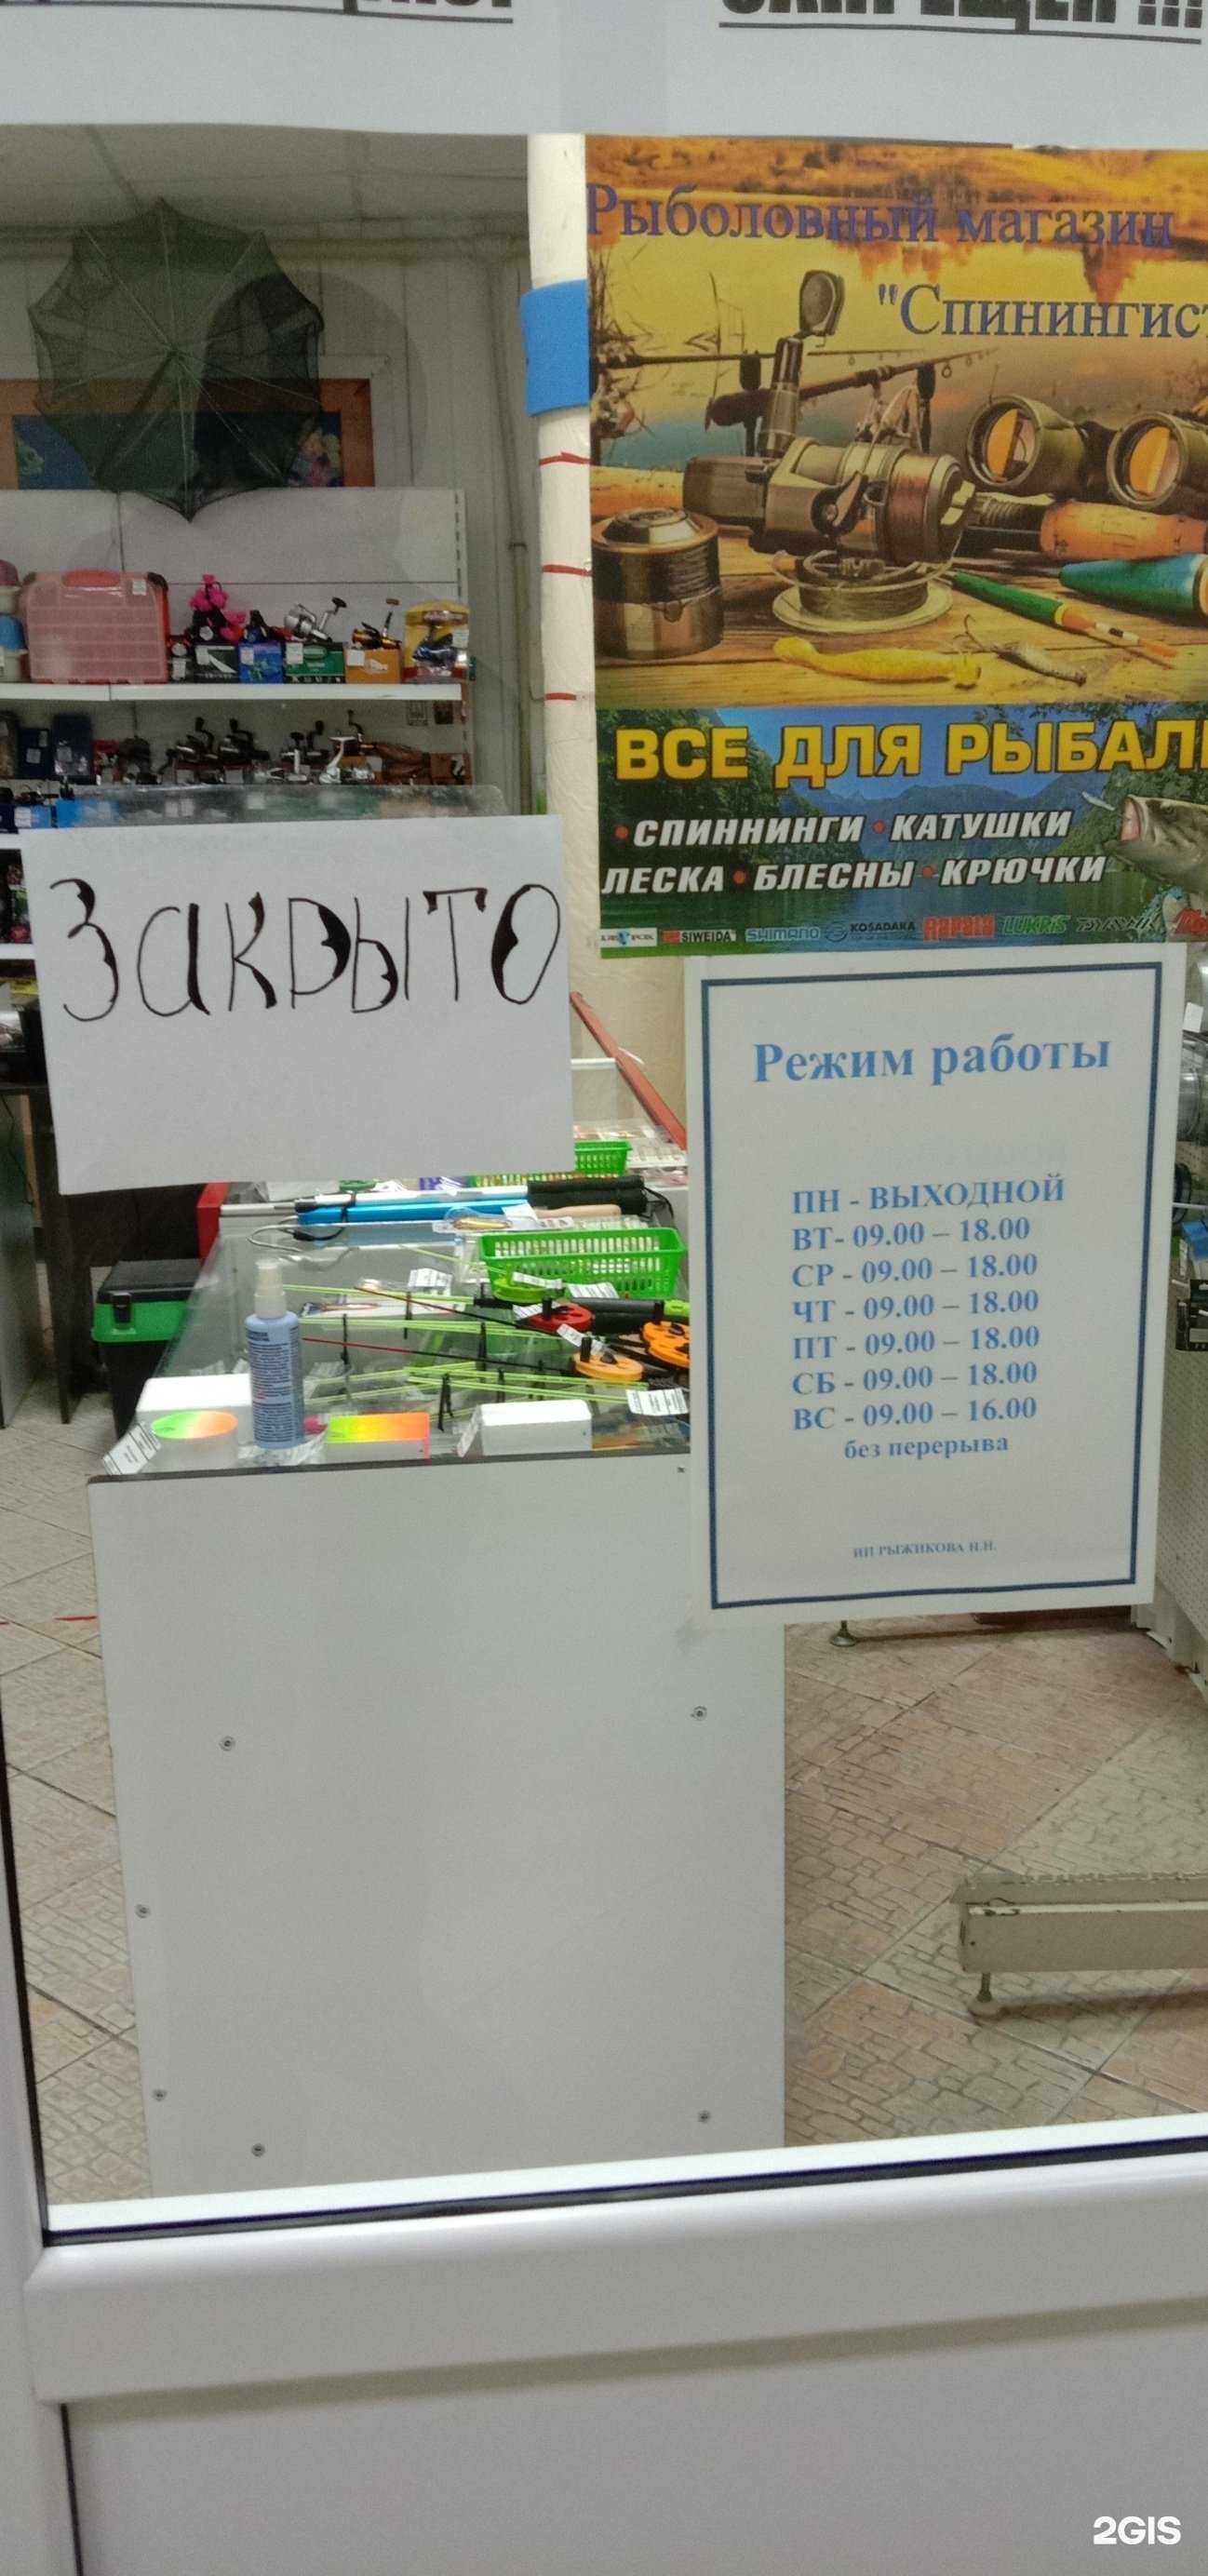 Рыболовный магазин
"Спинингист
ВСЕ ДЛЯ РЫБАЛ
• СПИННИНГИ • КАТУШКИ
ЛЕСКА • БЛЕСНЫ • КРЮЧКИ
SIWEIDA SHIMANO KOSADAKA RAPALA LUKRIS
Закрыто
Режим работы
ПН - ВЫХОДНОЙ
ВТ- 09.00 – 18.00
СР - 09.00 – 18.00
ЧТ - 09.00 – 18.00
ПТ - 09.00 – 18.00
СБ - 09.00 – 18.00
ВС - 09.00 – 16.00
без перерыва
ИП РЫЖИКОВА Н.Н.
2GIS